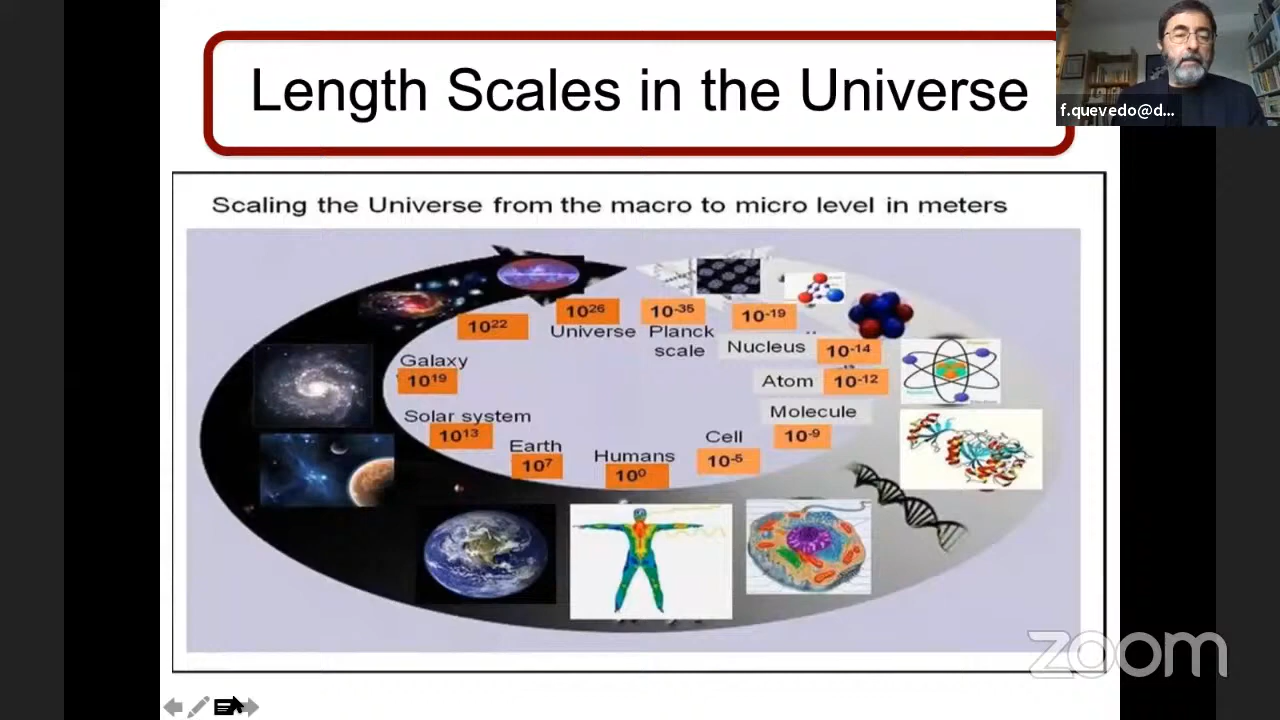 Length Scales in the Universe
f.quevedo@d...
Scaling the Universe from the macro to micro level in meters
10²⁶
Universe
10⁻³⁵
Planck
scale
10⁻¹⁹
10²²
Nucleus
10⁻¹⁴
Galaxy
10¹⁹
Atom
10⁻¹²
Solar system
10¹³
Molecule
10⁻⁹
Earth
10⁷
Humans
10⁰
Cell
10⁻⁵
zoom